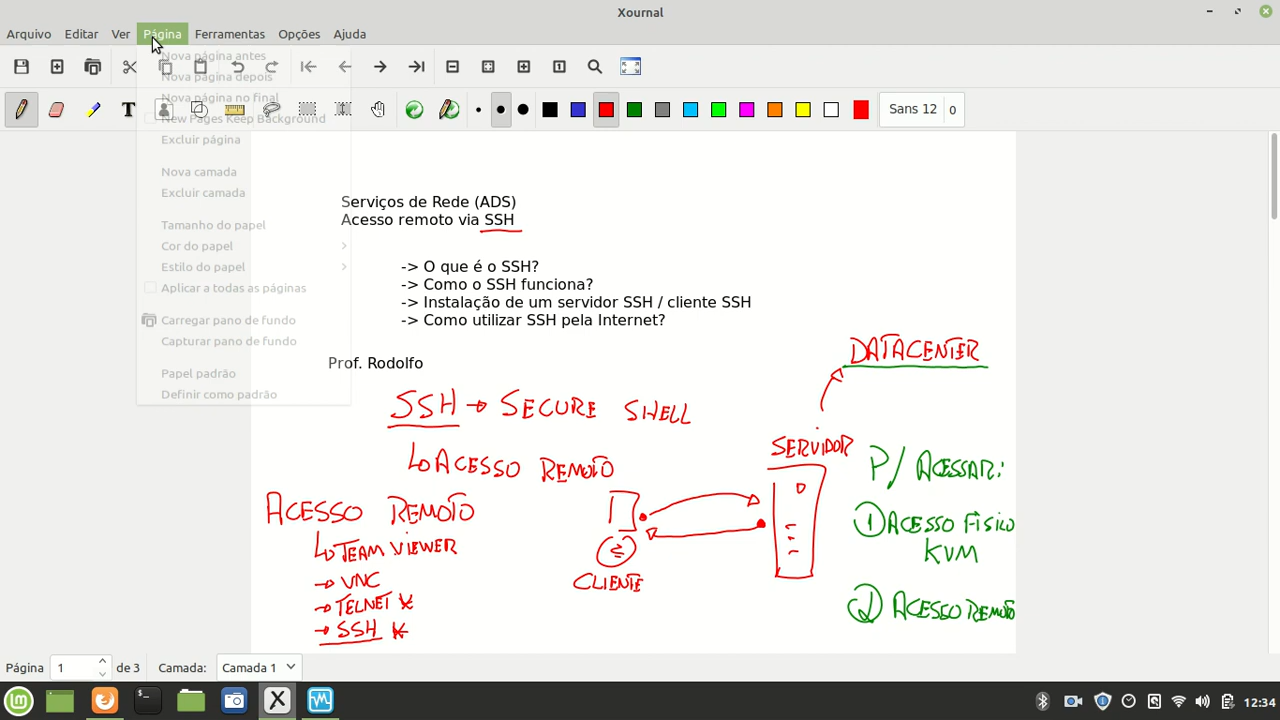 Xournal
Arquivo Editar Ver Página Ferramentas Opções Ajuda
Nova página antes
Nova página depois
Nova página no final
New Pages Keep Background
Excluir página
Nova camada
Excluir camada
Tamanho do papel
Cor do papel
Estilo do papel
Aplicar a todas as páginas
Carregar pano de fundo
Capturar pano de fundo
Papel padrão
Definir como padrão
T
Sans 12 0
Serviços de Rede (ADS)
Acesso remoto via SSH
-> O que é o SSH?
-> Como o SSH funciona?
-> Instalação de um servidor SSH / cliente SSH
-> Como utilizar SSH pela Internet?
Prof. Rodolfo
DATACENTER
SSH → SECURE SHELL
↳ ACESSO REMOTO
SERVIDOR
P/ ACESSAR:
① ACESSO FÍSICO
KVM
② ACESSO REMOTO
ACESSO REMOTO
↳ TEAM VIEWER
→ VNC
→ TELNET *
→ SSH *
CLIENTE
Página 1 de 3 Camada: Camada 1
12:34